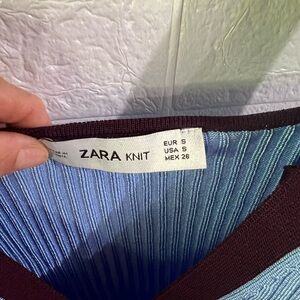 ZARA KNIT
EUR S
USA S
MEX 26